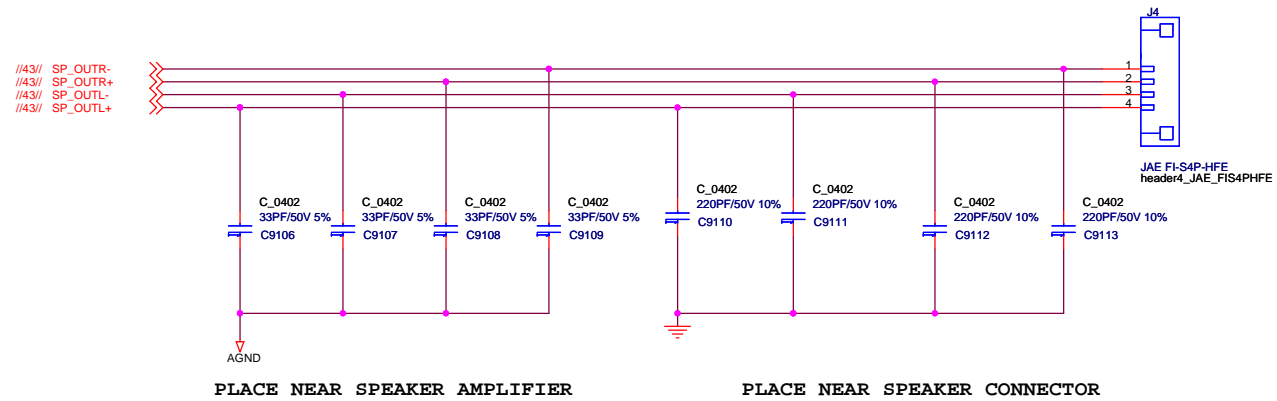 J4
//43// SP_OUTR-
//43// SP_OUTR+
//43// SP_OUTL-
//43// SP_OUTL+
1
2
3
4
JAE FI-S4P-HFE
header4_JAE_FIS4PHFE
C_0402
33PF/50V 5%
C9106
C_0402
33PF/50V 5%
C9107
C_0402
33PF/50V 5%
C9108
C_0402
33PF/50V 5%
C9109
C_0402
220PF/50V 10%
C9110
C_0402
220PF/50V 10%
C9111
C_0402
220PF/50V 10%
C9112
C_0402
220PF/50V 10%
C9113
AGND
PLACE NEAR SPEAKER AMPLIFIER
PLACE NEAR SPEAKER CONNECTOR